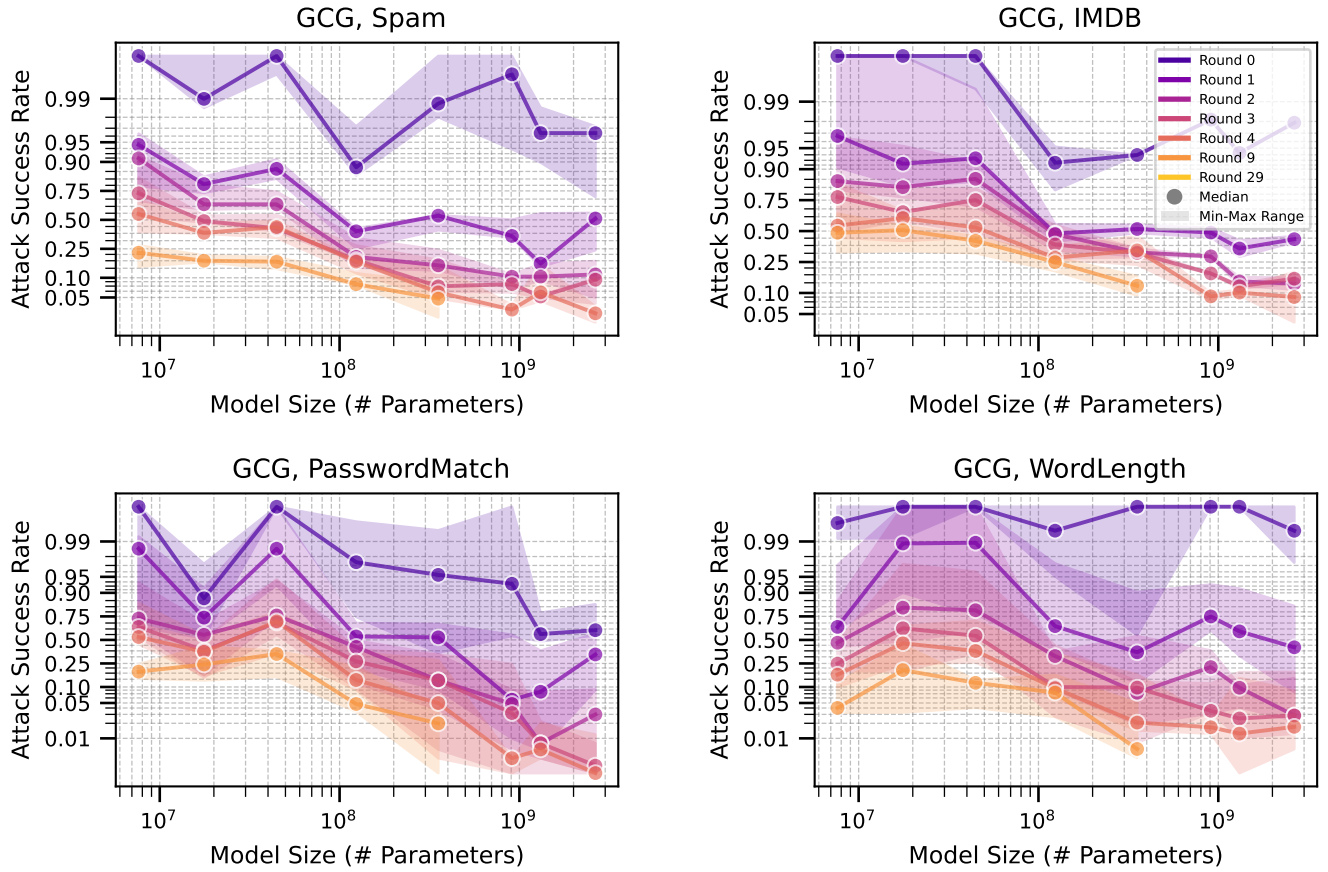 GCG, Spam
Attack Success Rate
0.99
0.95
0.90
0.75
0.50
0.25
0.10
0.05
10^7
10^8
10^9
Model Size (# Parameters)
GCG, IMDB
Attack Success Rate
0.99
0.95
0.90
0.75
0.50
0.25
0.10
0.05
10^7
10^8
10^9
Model Size (# Parameters)
Round 0
Round 1
Round 2
Round 3
Round 4
Round 9
Round 29
Median
Min-Max Range
GCG, PasswordMatch
Attack Success Rate
0.99
0.95
0.90
0.75
0.50
0.25
0.10
0.05
0.01
10^7
10^8
10^9
Model Size (# Parameters)
GCG, WordLength
Attack Success Rate
0.99
0.95
0.90
0.75
0.50
0.25
0.10
0.05
0.01
10^7
10^8
10^9
Model Size (# Parameters)